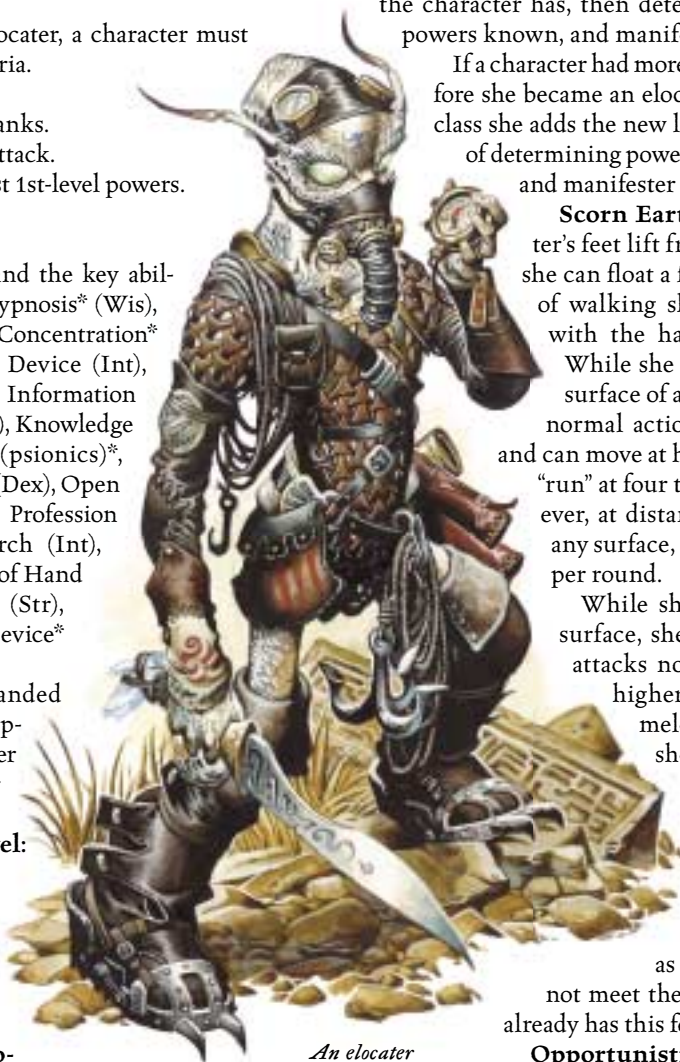 ocater, a character must
ria.
anks.
ttack.
st 1st-level powers.
nd the key abil-
ypnosis* (Wis),
Concentration*
Device (Int),
Information
), Knowledge
(psionics)*,
(Dex), Open
Profession
rch (Int),
of Hand
(Str),
evice*
anded
p-
er
el:
p-
the character has, then dete
powers known, and manife
If a character had more
fore she became an eloc
class she adds the new l
of determining powe
and manifester
Scorn Eart
ter's feet lift fr
she can float a f
of walking sl
with the ha
While she
surface of a
normal actio
and can move at h
"run" at four t
ever, at distan
any surface,
per round.
While sh
surface, she
attacks no
higher
mel
sh
as
not meet the
already has this fe
Opportunist
An elocater